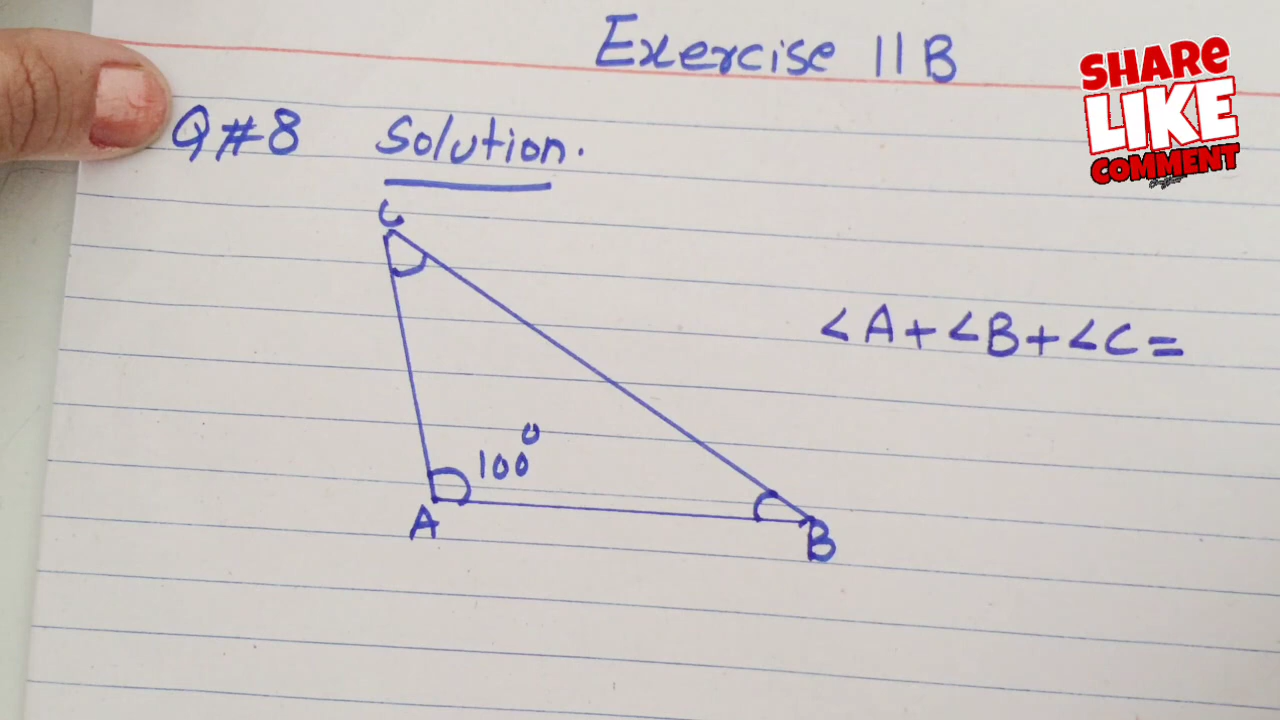 Exercise 11B
Q#8 Solution.
C
∠A+∠B+∠C=
100°
A
B
SHARe
LIKE
COMMENT